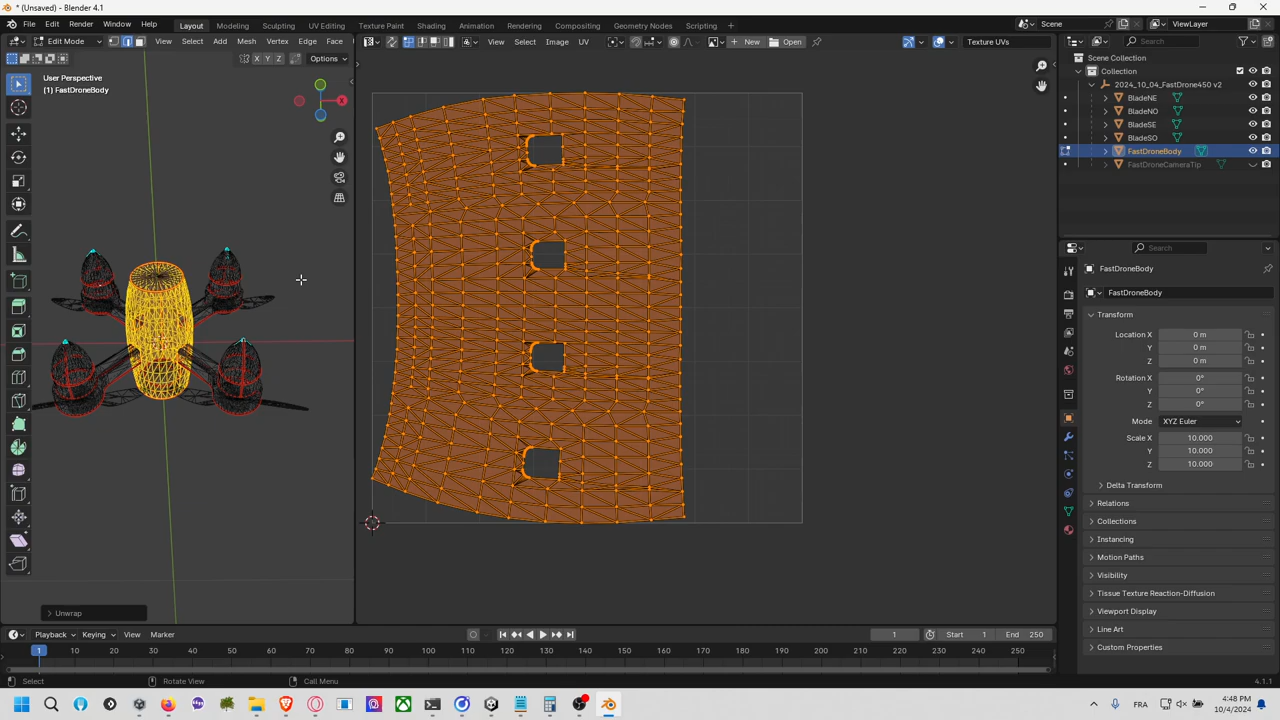 * (Unsaved) - Blender 4.1
File Edit Render Window Help
Layout Modeling Sculpting UV Editing Texture Paint Shading Animation Rendering Compositing Geometry Nodes Scripting +
Scene
ViewLayer
Edit Mode
View Select Add Mesh Vertex Edge Face
View Select Image UV
New
Open
Texture UVs
Search
X Y Z
Options
User Perspective
(1) FastDroneBody
X
Scene Collection
Collection
2024_10_04_FastDrone450 v2
BladeNE
BladeNO
BladeSE
BladeSO
FastDroneBody
FastDroneCameraTip
Search
FastDroneBody
FastDroneBody
Transform
Location X 0 m
Y 0 m
Z 0 m
Rotation X 0°
Y 0°
Z 0°
Mode XYZ Euler
Scale X 10.000
Y 10.000
Z 10.000
Delta Transform
Relations
Collections
Instancing
Motion Paths
Visibility
Tissue Texture Reaction-Diffusion
Viewport Display
Line Art
Custom Properties
Unwrap
Playback Keying View Marker
1
Start 1
End 250
1 10 20 30 40 50 60 70 80 90 100 110 120 130 140 150 160 170 180 190 200 210 220 230 240 250
Select
Rotate View
Call Menu
4.1.1
FRA
4:48 PM
10/4/2024